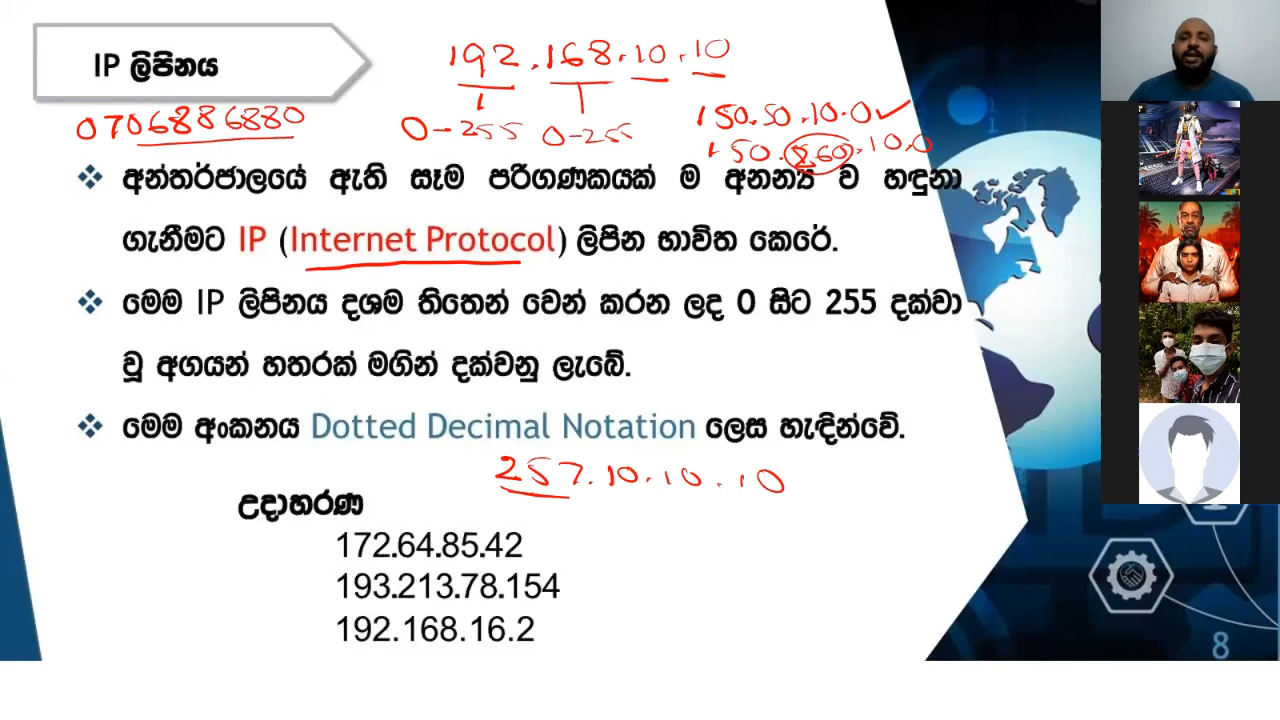 IP ලිපිනය
192.168.10.10
0706886880
0-255 0-255
150.50.10.0✓
150.260.10.0
❖ අන්තර්ජාලයේ ඇති සෑම පරිගණකයක් ම අනන්‍ය ව හඳුනා
ගැනීමට IP (Internet Protocol) ලිපින භාවිත කෙරේ.
❖ මෙම IP ලිපිනය දශම තිතෙන් වෙන් කරන ලද 0 සිට 255 දක්වා
වූ අගයන් හතරක් මගින් දක්වනු ලැබේ.
❖ මෙම අංකනය Dotted Decimal Notation ලෙස හැඳින්වේ.
257.10.10.10
උදාහරණ
172.64.85.42
193.213.78.154
192.168.16.2
8